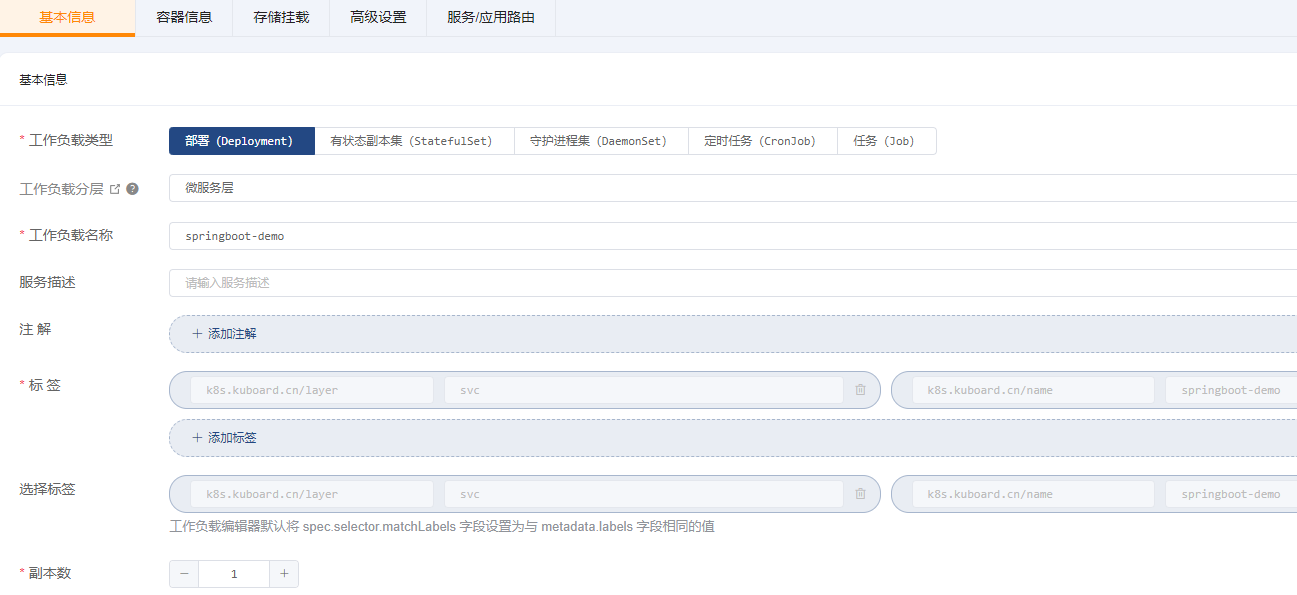 基本信息 容器信息 存储挂载 高级设置 服务/应用路由
基本信息
* 工作负载类型 部署 (Deployment) 有状态副本集 (StatefulSet) 守护进程集 (DaemonSet) 定时任务 (CronJob) 任务 (Job)
工作负载分层 ? 微服务层
* 工作负载名称 springboot-demo
服务描述 请输入服务描述
注 解 + 添加注解
* 标 签 k8s.kuboard.cn/layer svc k8s.kuboard.cn/name springboot-demo
+ 添加标签
选择标签 k8s.kuboard.cn/layer svc k8s.kuboard.cn/name springboot-demo
工作负载编辑器默认将 spec.selector.matchLabels 字段设置为与 metadata.labels 字段相同的值
* 副本数 − 1 +